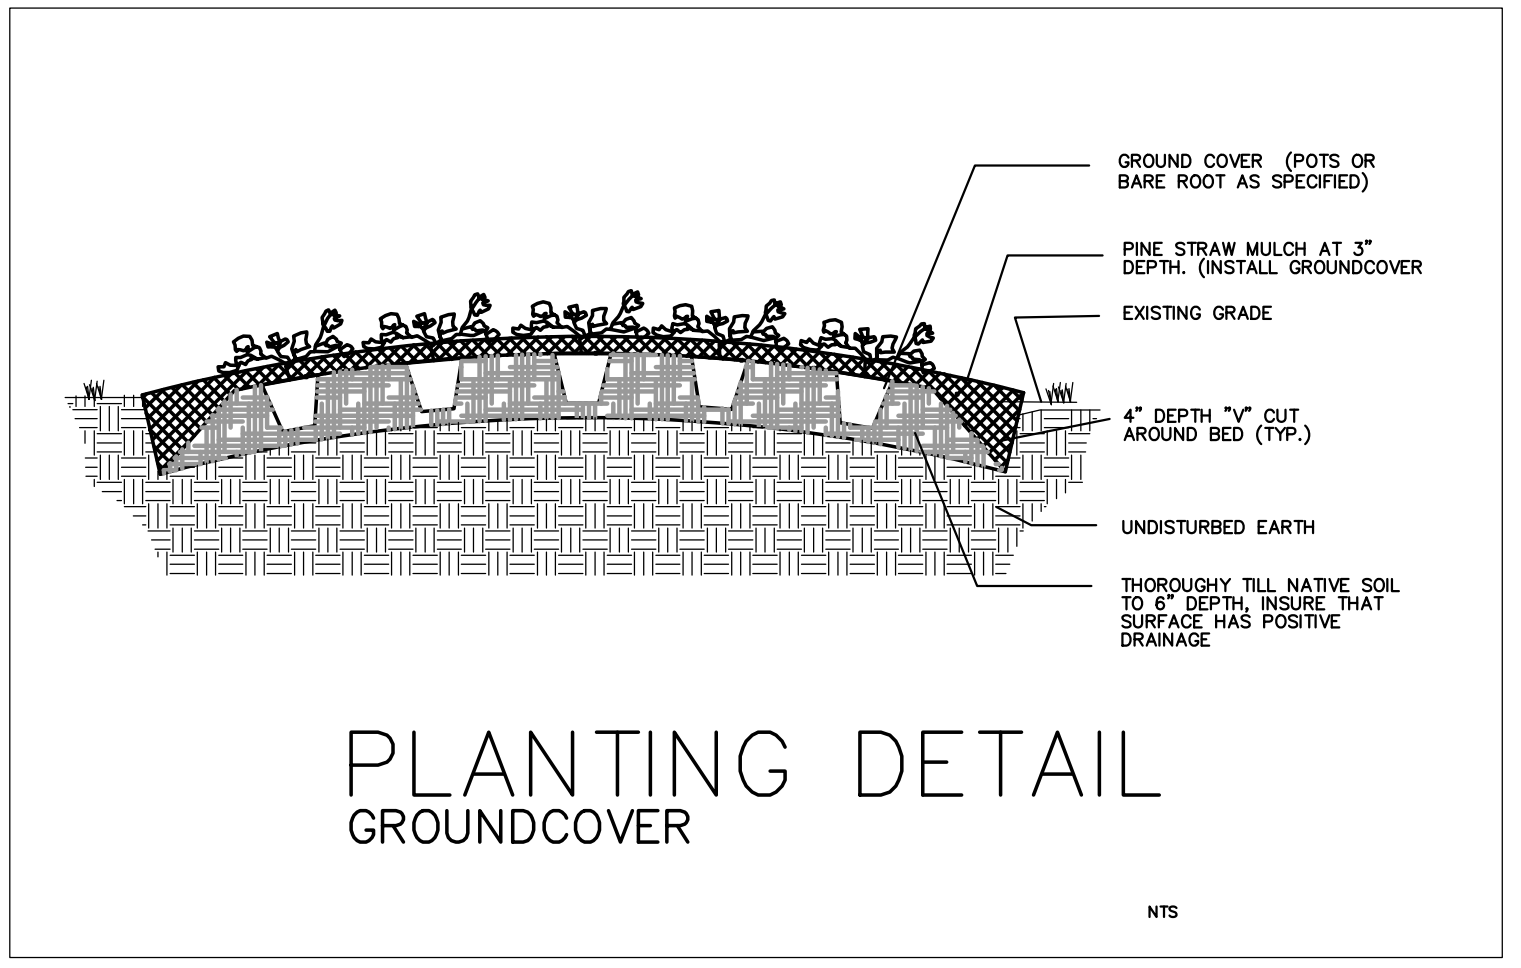 GROUND COVER (POTS OR
BARE ROOT AS SPECIFIED)
PINE STRAW MULCH AT 3"
DEPTH. (INSTALL GROUNDCOVER
EXISTING GRADE
4" DEPTH "V" CUT
AROUND BED (TYP.)
UNDISTURBED EARTH
THOROUGHY TILL NATIVE SOIL
TO 6" DEPTH, INSURE THAT
SURFACE HAS POSITIVE
DRAINAGE
PLANTING DETAIL
GROUNDCOVER
NTS